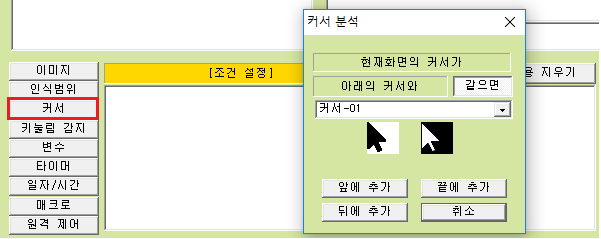 커서 분석
현재화면의 커서가
아래의 커서와
같으면
커서-01
앞에 추가
끝에 추가
뒤에 추가
취소
이미지
인식범위
커서
키눌림 감지
변수
타이머
일자/시간
매크로
원격 제어
[조건 설정]
용 지우기